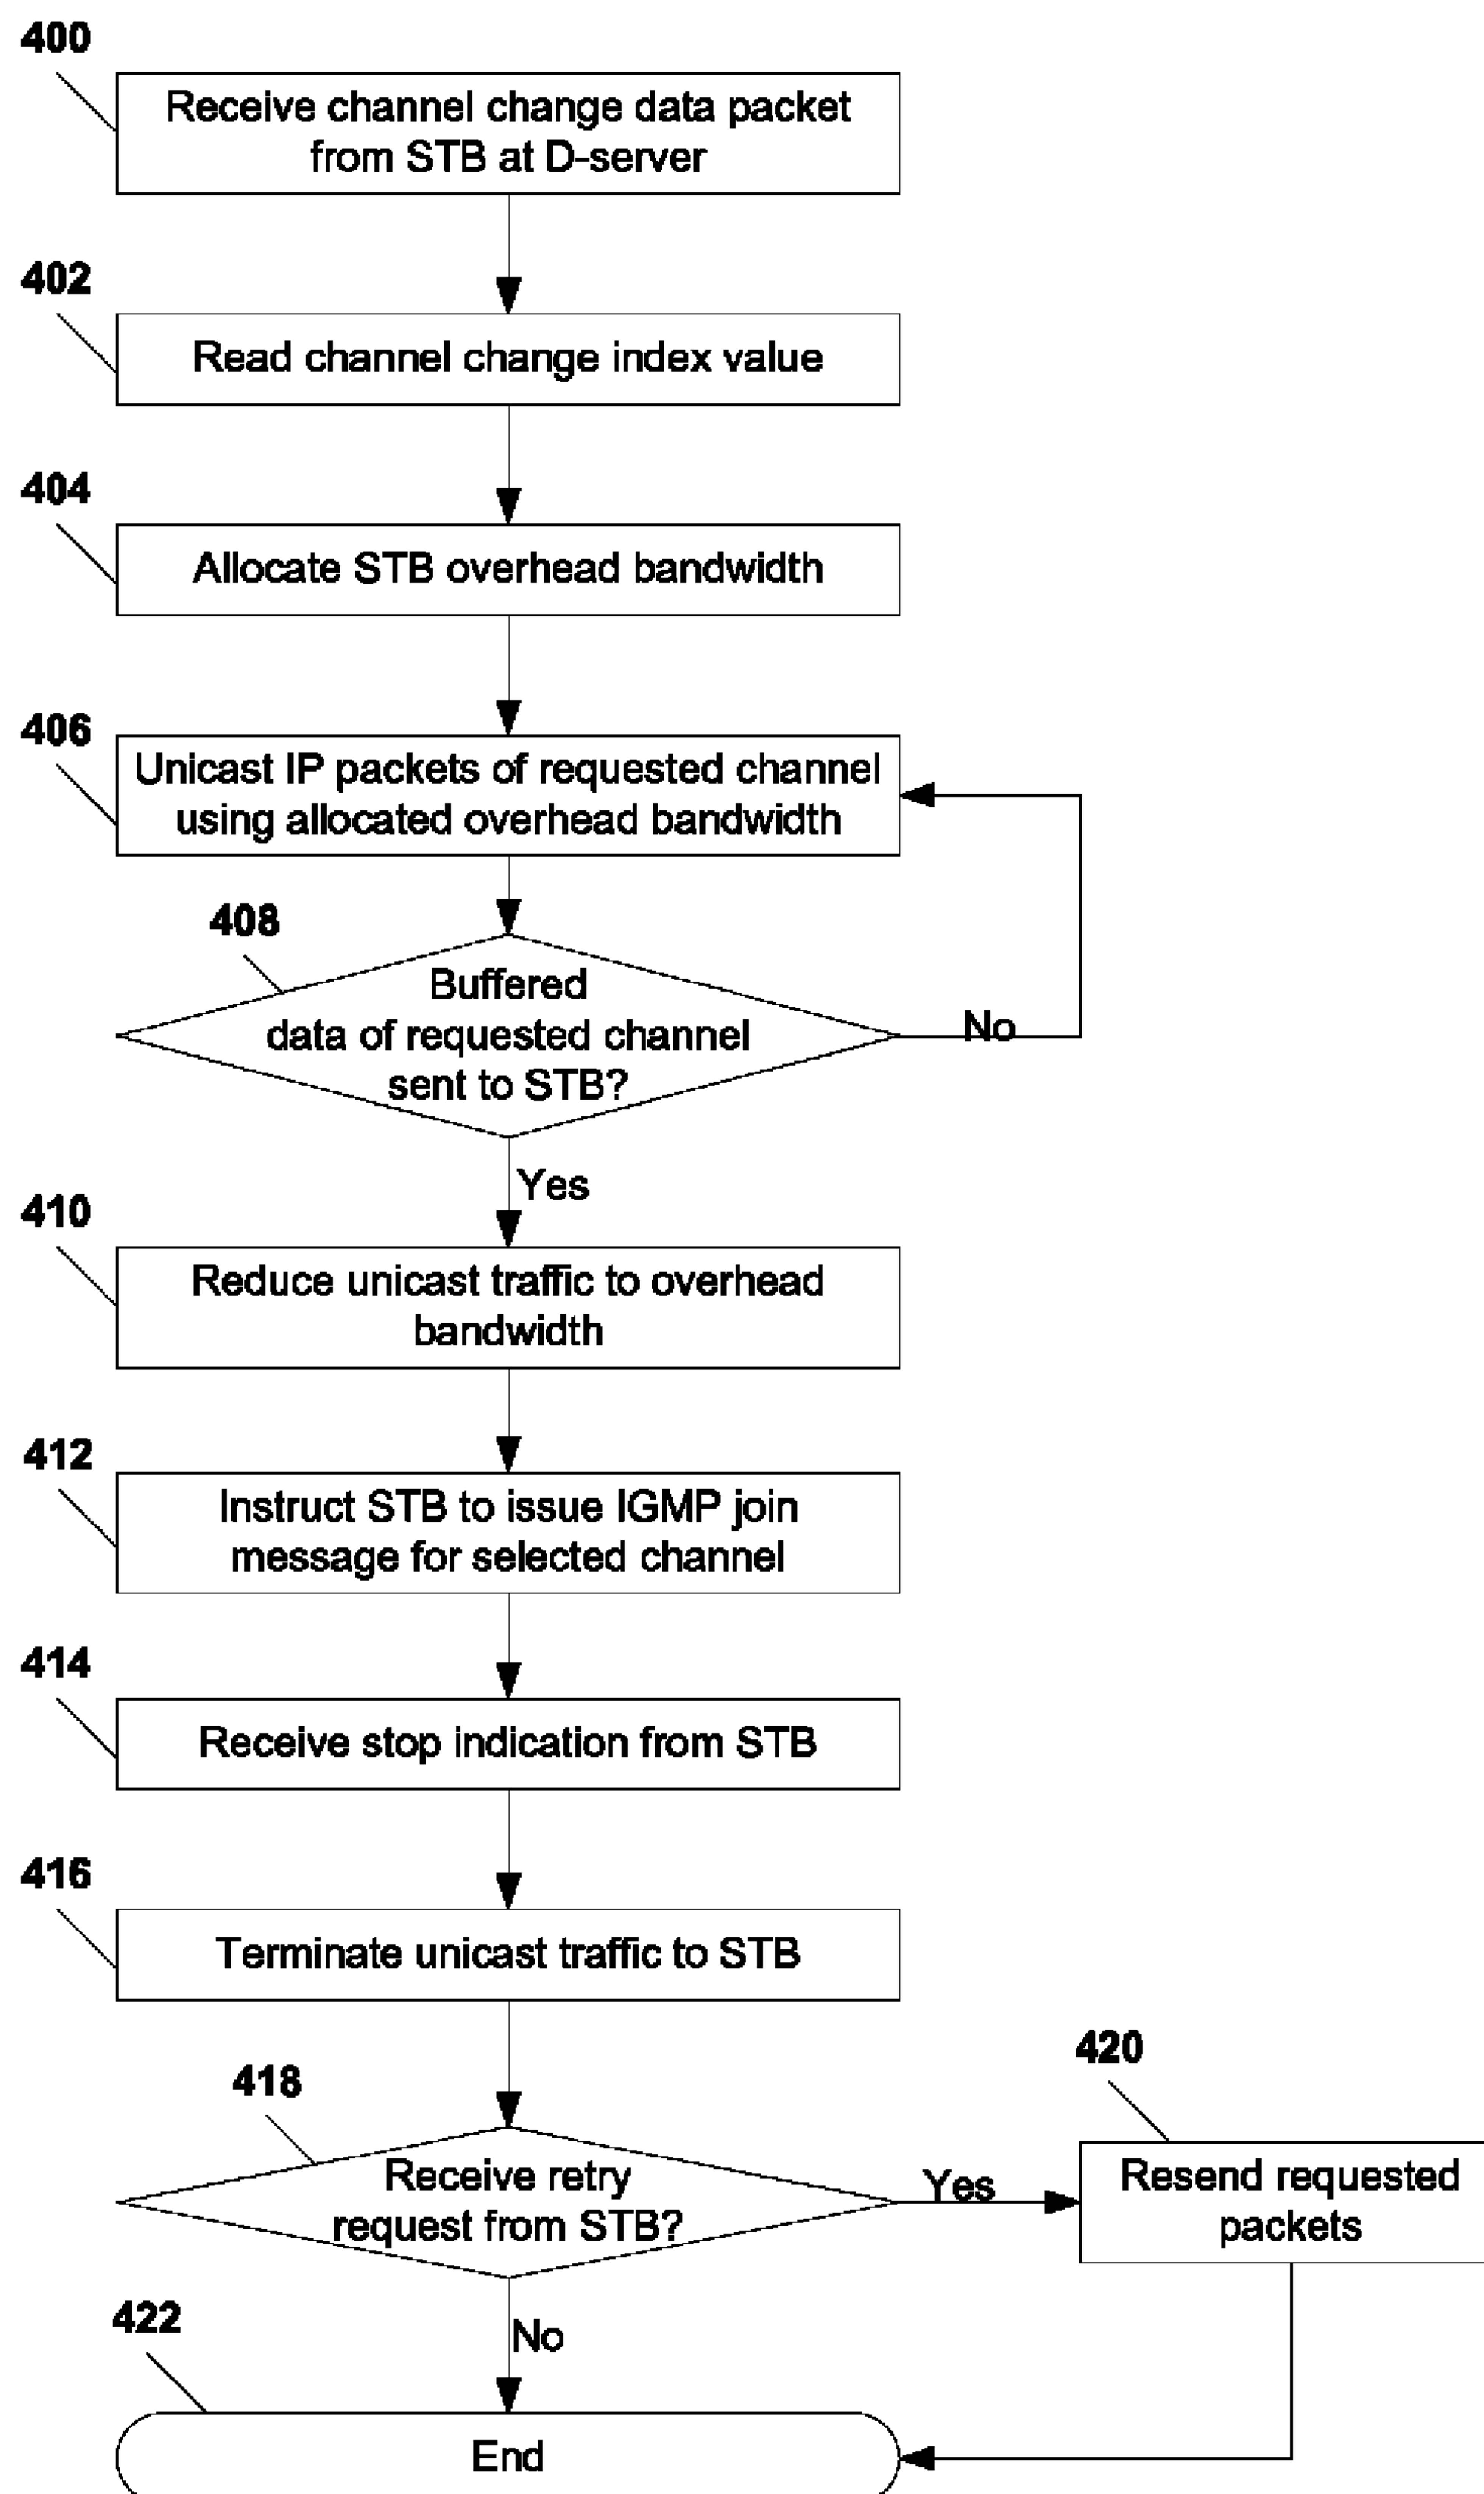 400
Receive channel change data packet
from STB at D-server
402
Read channel change index value
404
Allocate STB overhead bandwidth
406
Unicast IP packets of requested channel
using allocated overhead bandwidth
408
Buffered
data of requested channel
sent to STB?
No
Yes
410
Reduce unicast traffic to overhead
bandwidth
412
Instruct STB to issue IGMP join
message for selected channel
414
Receive stop indication from STB
416
Terminate unicast traffic to STB
418
Receive retry
request from STB?
Yes
420
Resend requested
packets
No
422
End